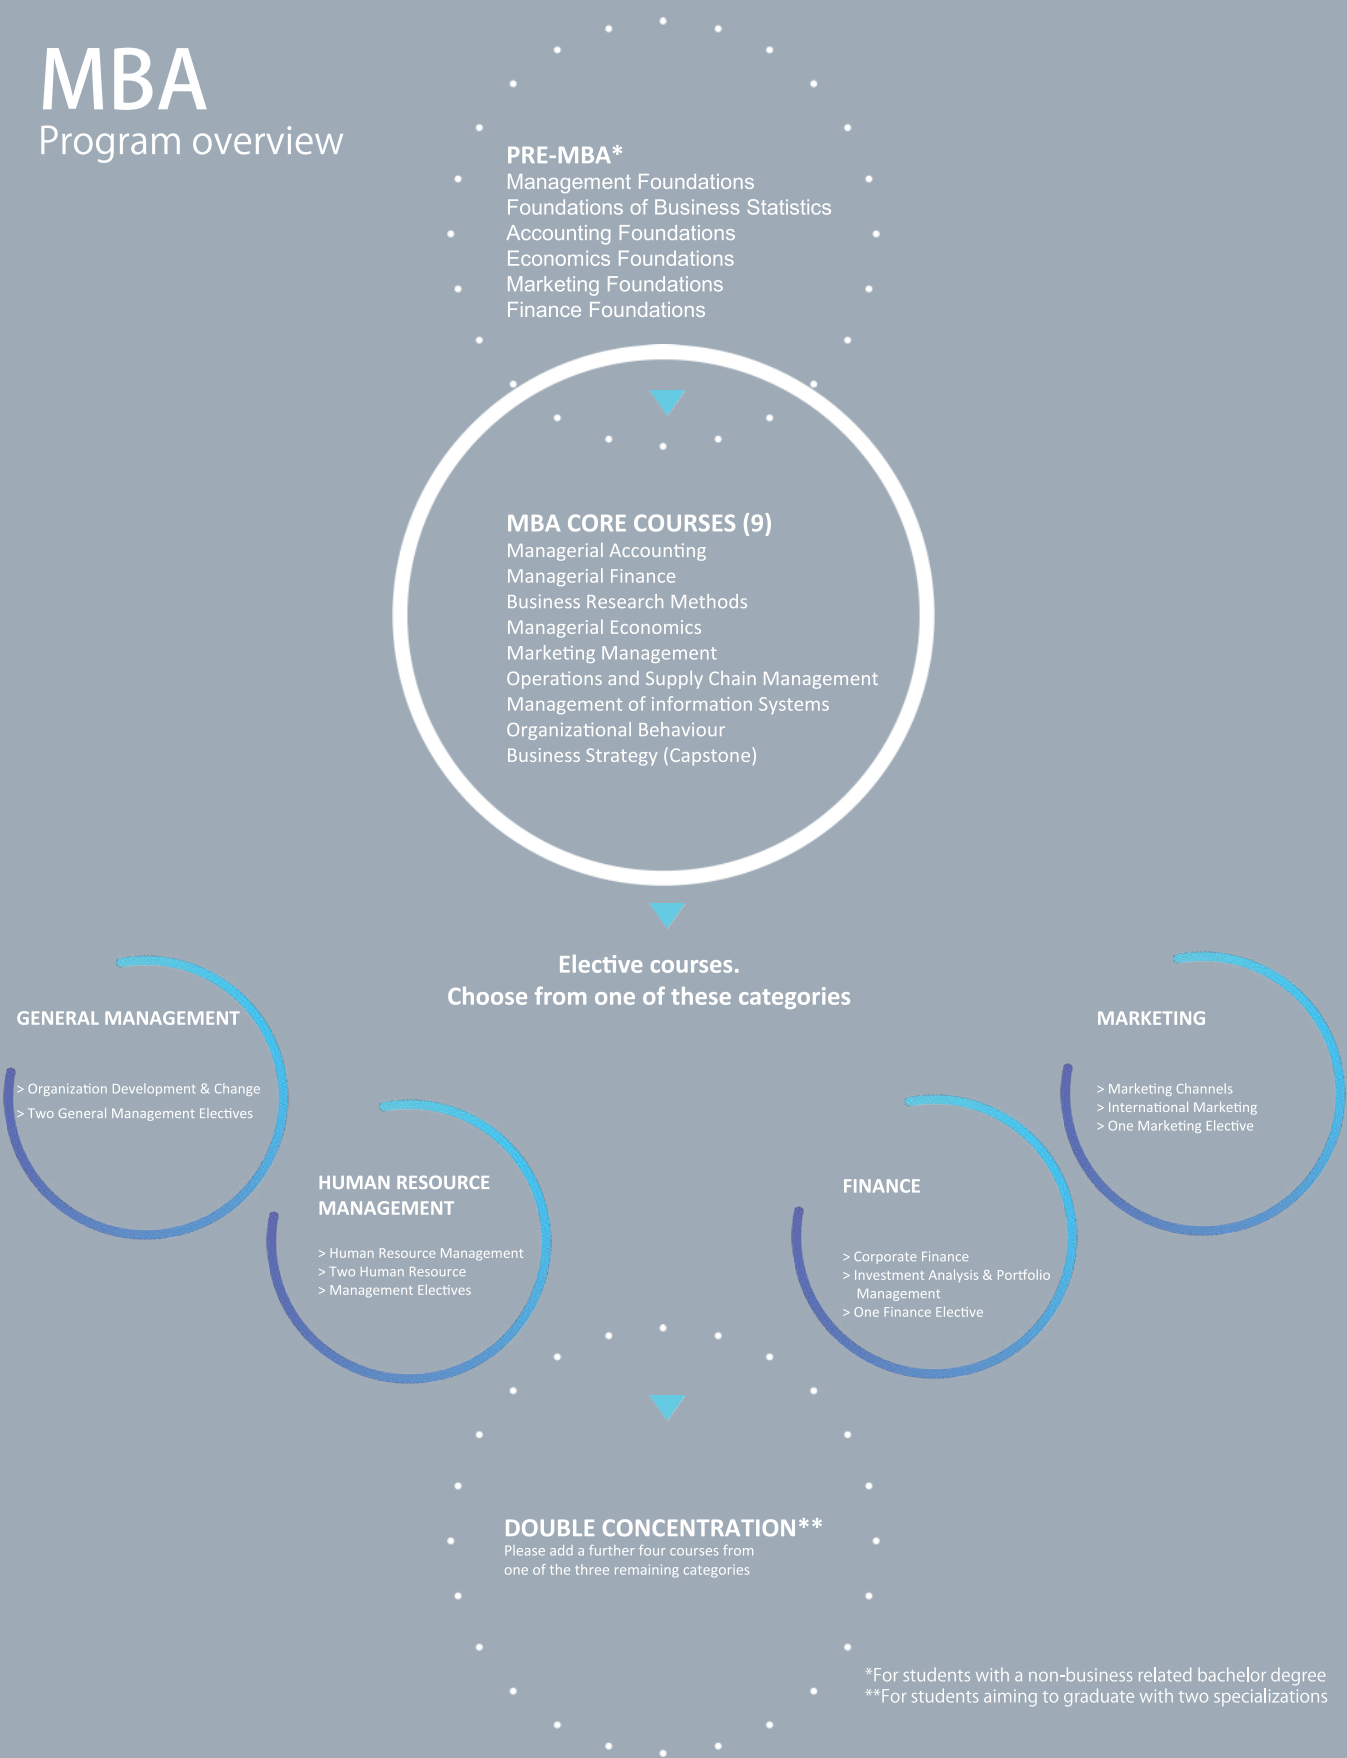 MBA
Program overview
PRE-MBA*
Management Foundations
Foundations of Business Statistics
Accounting Foundations
Economics Foundations
Marketing Foundations
Finance Foundations
MBA CORE COURSES (9)
Managerial Accounting
Managerial Finance
Business Research Methods
Managerial Economics
Marketing Management
Operations and Supply Chain Management
Management of information Systems
Organizational Behaviour
Business Strategy (Capstone)
Elective courses.
Choose from one of these categories
GENERAL MANAGEMENT
> Organization Development & Change
> Two General Management Electives
HUMAN RESOURCE
MANAGEMENT
> Human Resource Management
> Two Human Resource
> Management Electives
FINANCE
> Corporate Finance
> Investment Analysis & Portfolio
Management
> One Finance Elective
MARKETING
> Marketing Channels
> International Marketing
> One Marketing Elective
DOUBLE CONCENTRATION**
Please add a further four courses from
one of the three remaining categories
*For students with a non-business related bachelor degree
**For students aiming to graduate with two specializations